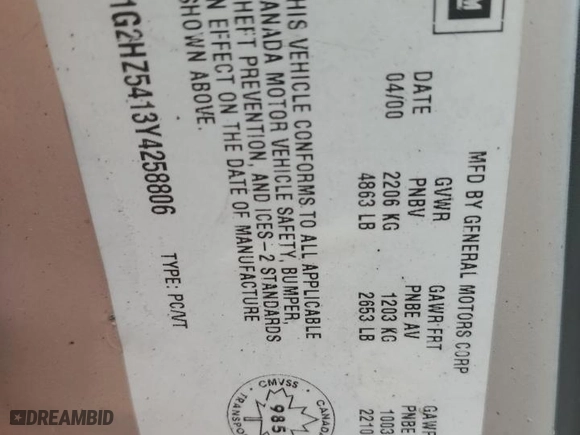 GM
MFD BY GENERAL MOTORS CORP
DATE GVWR GAWR FRT
04/00 PNBV PNBE AV PNBE
2206 KG 1203 KG 1003
4863 LB 2653 LB 2210
THIS VEHICLE CONFORMS TO ALL APPLICABLE
CANADA MOTOR VEHICLE SAFETY, BUMPER,
THEFT PREVENTION, AND ICES-2 STANDARDS
IN EFFECT ON THE DATE OF MANUFACTURE
SHOWN ABOVE.
1G2HZ5413Y4258806 TYPE: PC/VT
CMVSS
CANADA
985
TRANSPO
DREAMBID